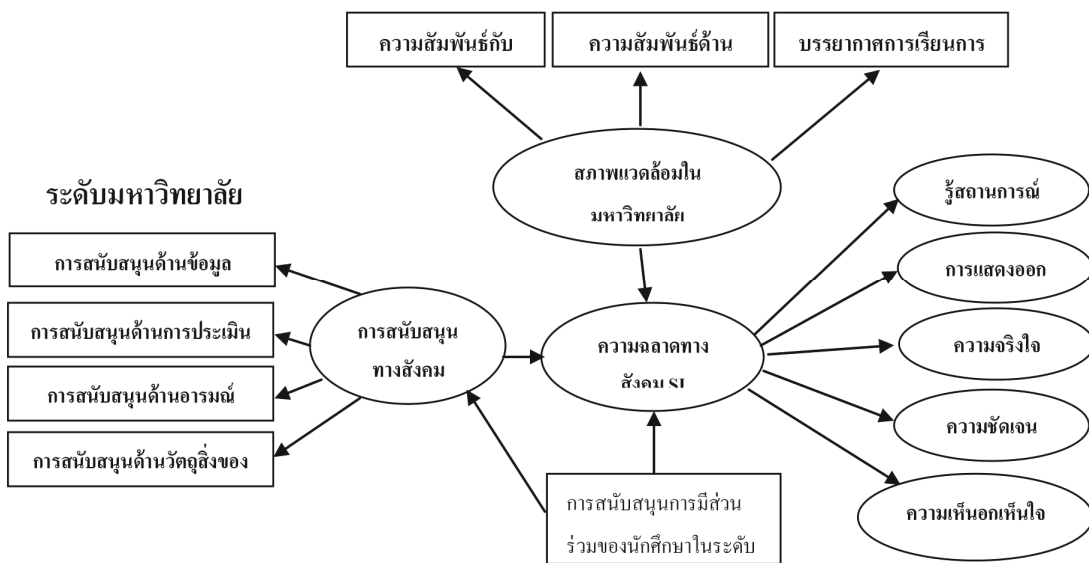 ความสัมพันธ์กับ
ความสัมพันธ์ด้าน
บรรยากาศการเรียนการ
สภาพแวดล้อมใน
มหาวิทยาลัย
ระดับมหาวิทยาลัย
การสนับสนุนด้านข้อมูล
การสนับสนุนด้านการประเมิน
การสนับสนุนด้านอารมณ์
การสนับสนุนด้านวัตถุสิ่งของ
การสนับสนุน
ทางสังคม
ความฉลาดทาง
สังคม SI
รู้สถานการณ์
การแสดงออก
ความจริงใจ
ความชัดเจน
ความเห็นอกเห็นใจ
การสนับสนุนการมีส่วน
ร่วมของนักศึกษาในระดับ